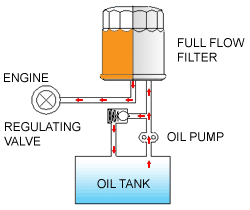 FULL FLOW
FILTER
ENGINE
REGULATING
VALVE
OIL PUMP
OIL TANK